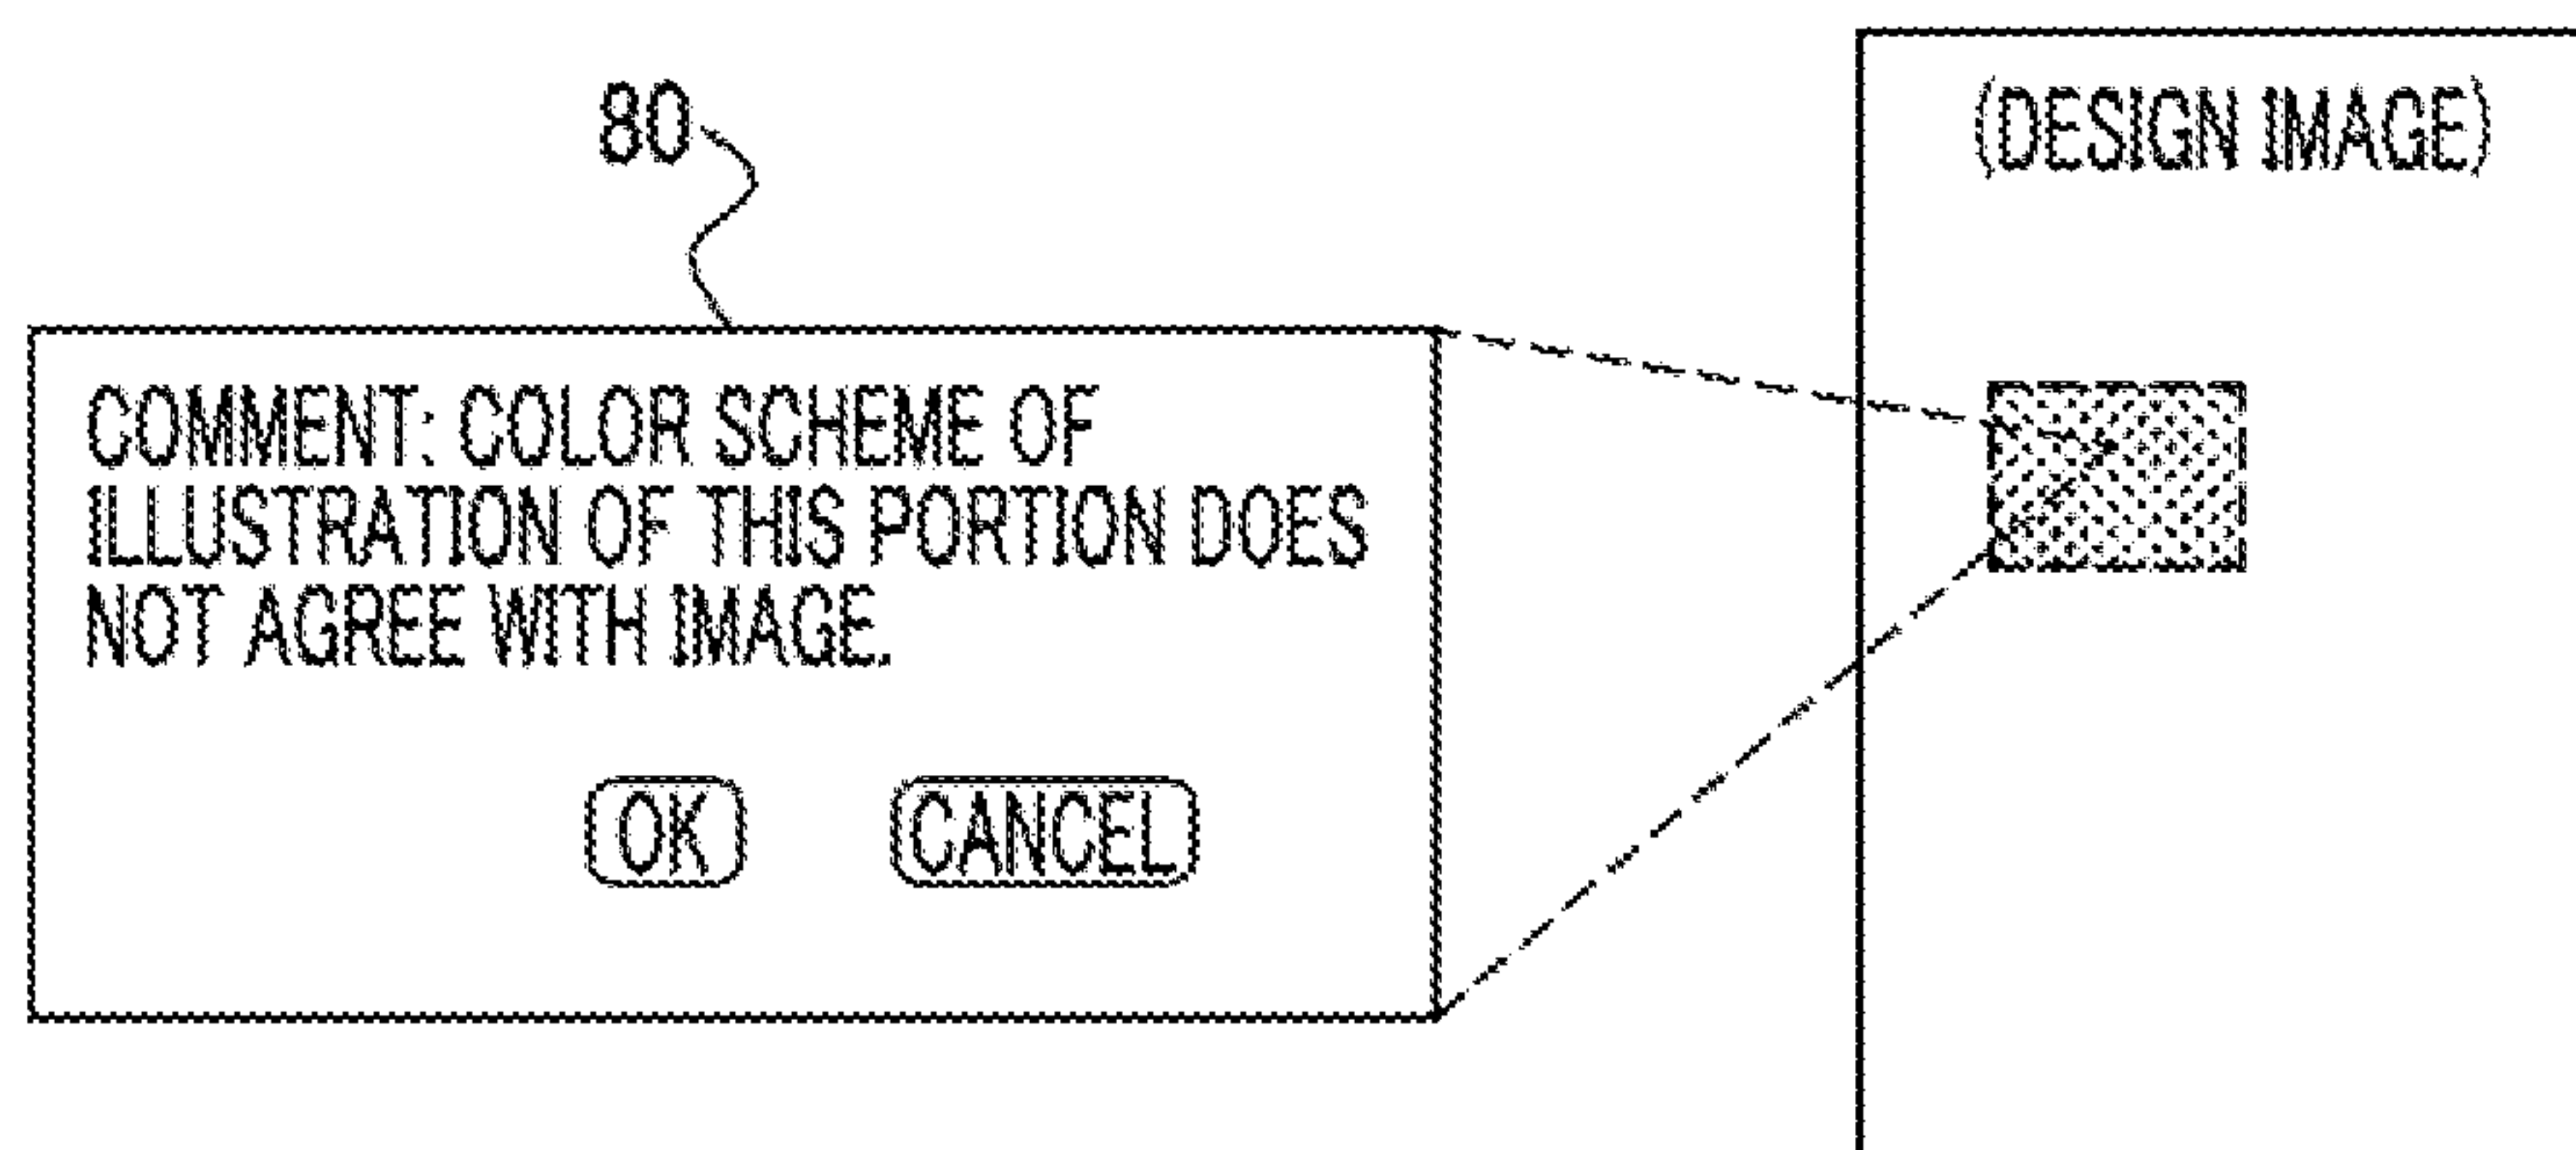 80
(DESIGN IMAGE)
COMMENT: COLOR SCHEME OF
ILLUSTRATION OF THIS PORTION DOES
NOT AGREE WITH IMAGE.
OK CANCEL